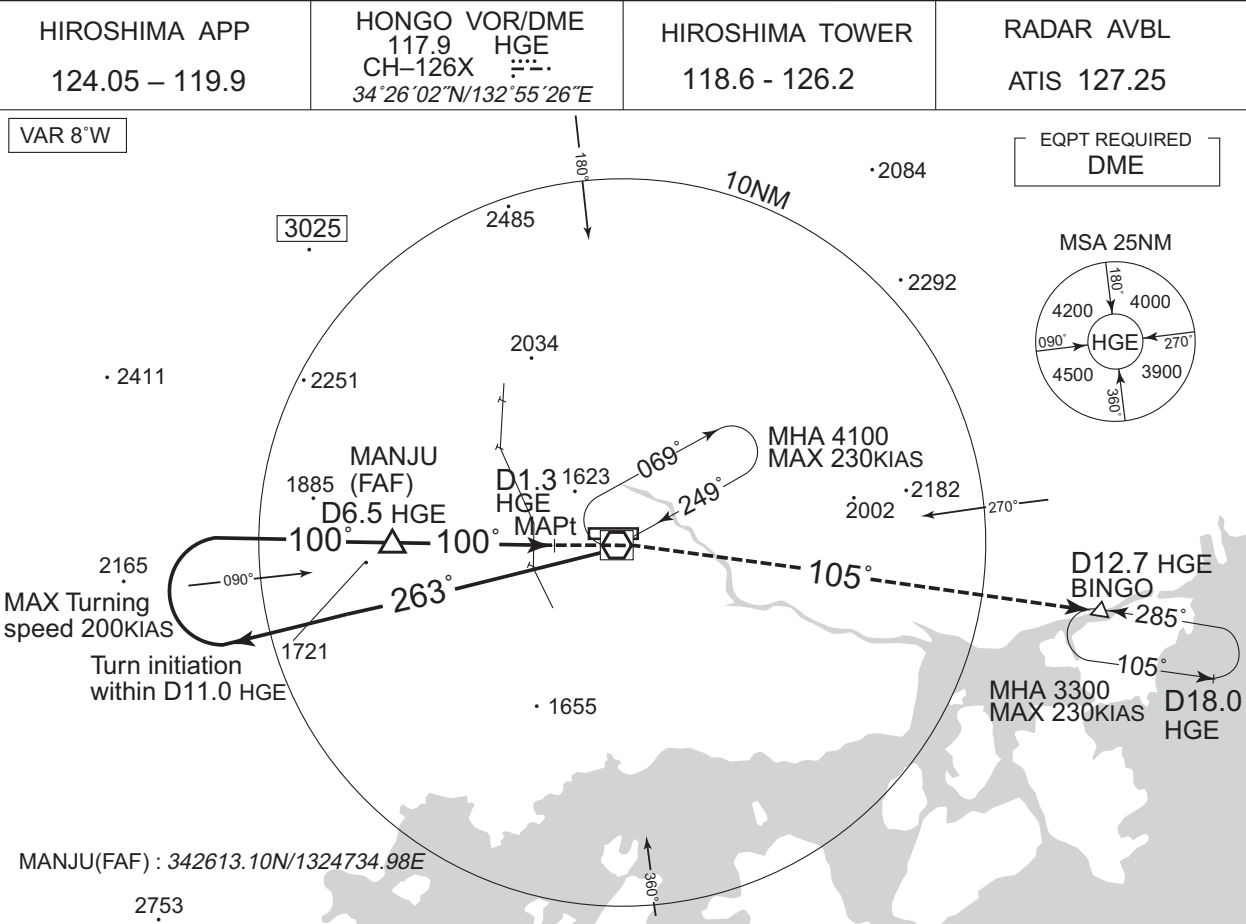 HIROSHIMA APP
124.05 – 119.9
HONGO VOR/DME
117.9 HGE
CH–126X
34°26´02˝N/132°55´26˝E
HIROSHIMA TOWER
118.6 - 126.2
RADAR AVBL
ATIS 127.25
VAR 8°W
EQPT REQUIRED
DME
180°
10NM
2084
2485
3025
2292
MSA 25NM
180°
4200
4000
090°
HGE
270°
4500
3900
360°
2034
2411
2251
MANJU
(FAF)
D6.5 HGE
1885
D1.3
HGE
MAPt
1623
069°
249°
MHA 4100
MAX 230KIAS
2182
2002
270°
100°
100°
2165
090°
263°
105°
D12.7 HGE
BINGO
285°
105°
MAX Turning
speed 200KIAS
1721
Turn initiation
within D11.0 HGE
MHA 3300
MAX 230KIAS
D18.0
HGE
1655
MANJU(FAF) : 342613.10N/1324734.98E
360°
2753